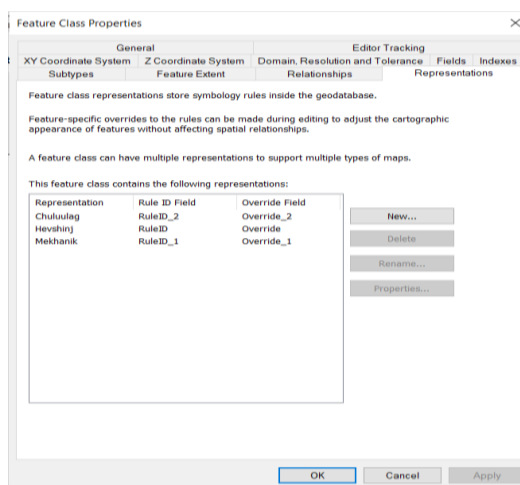 Feature Class Properties
General Editor Tracking
XY Coordinate System Z Coordinate System Domain, Resolution and Tolerance Fields Indexes
Subtypes Feature Extent Relationships Representations
Feature class representations store symbology rules inside the geodatabase.
Feature-specific overrides to the rules can be made during editing to adjust the cartographic
appearance of features without affecting spatial relationships.
A feature class can have multiple representations to support multiple types of maps.
This feature class contains the following representations:
Representation Rule ID Field Override Field
Chuluulag RuleID_2 Override_2
Hevshinj RuleID Override
Mekhanik RuleID_1 Override_1
New...
Delete
Rename...
Properties...
OK Cancel Apply